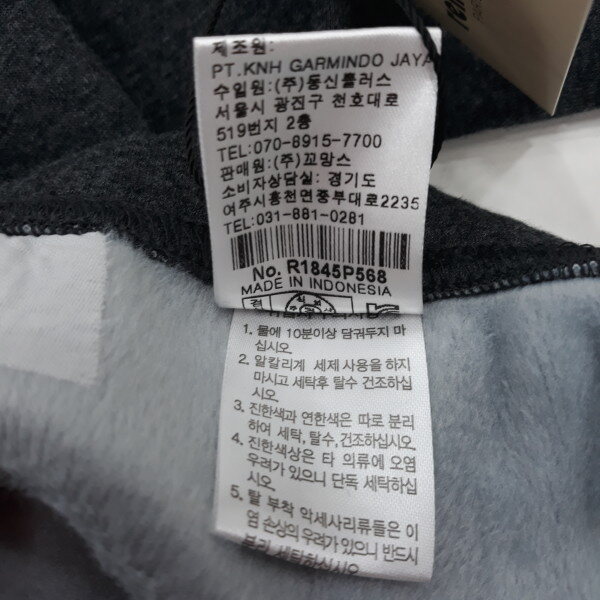 제조원:
PT.KNH GARMINDO JAYA
수입원:(주)동신플러스
서울시 광진구 천호대로
519번지 2층
TEL:070-8915-7700
판매원:(주)꼬망스
소비자상담실: 경기도
여주시흥천면중부대로2235
TEL:031-881-0281
No. R1845P568
MADE IN INDONESIA
1. 물에 10분이상 담궈두지 마
십시오.
2. 알칼리계 세제 사용을 하지
마시고 세탁후 탈수 건조하십
시오.
3. 진한색과 연한색은 따로 분리
하여 세탁, 탈수,건조하십시오.
4. 진한색상은 타 의류에 오염
우려가 있으니 단독 세탁하십
시오.
5. 탈 부착 악세사리류들은 이
염 손상의 우려가 있으니 반드시
분리 세탁하십시오